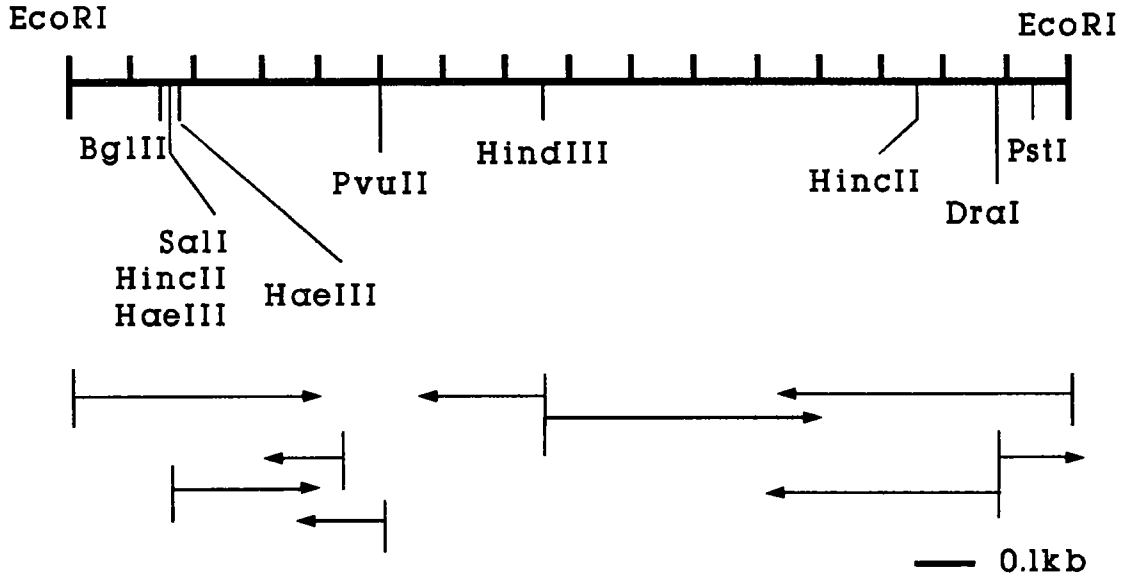 EcoRI
EcoRI
BglII
PvuII
HindIII
HincII
PstI
DraI
SalI
HincII
HaeIII
HaeIII
0.1kb